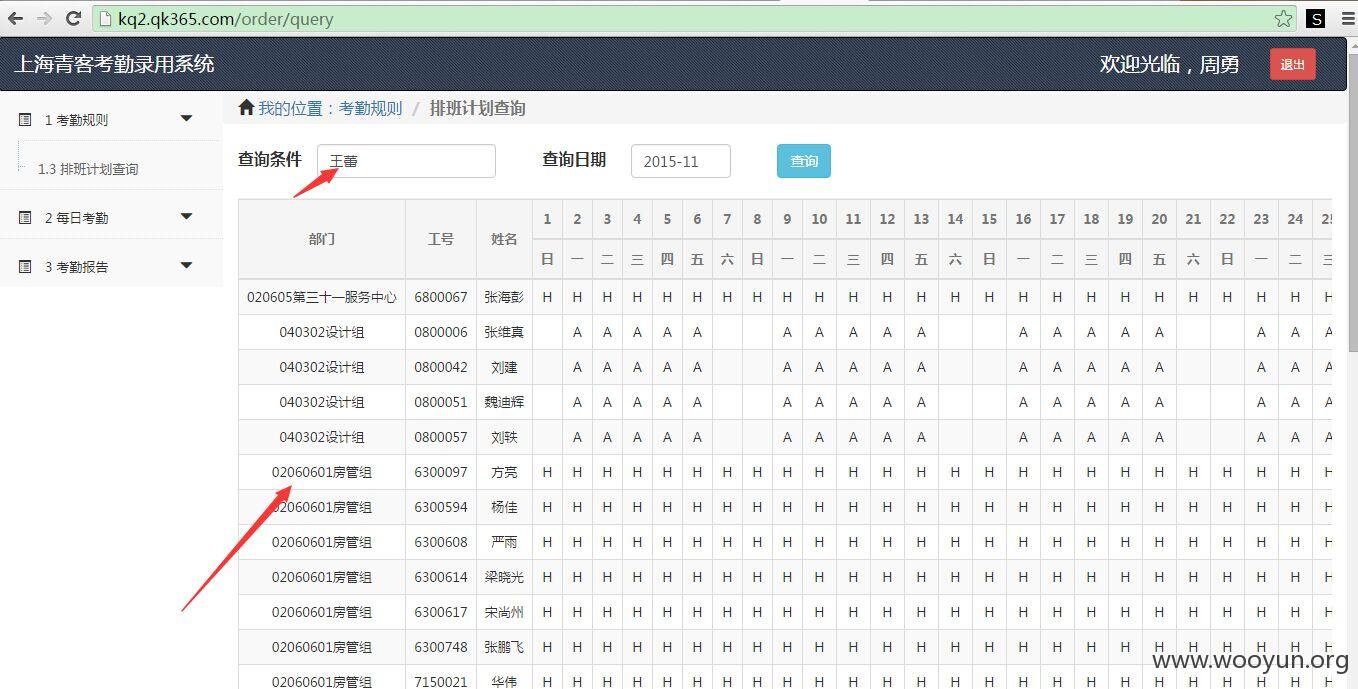 kq2.qk365.com/order/query
S
上海青客考勤录用系统 欢迎光临，周勇 退出
1 考勤规则
1.3 排班计划查询
2 每日考勤
3 考勤报告
我的位置：考勤规则 / 排班计划查询
查询条件 王蕾 查询日期 2015-11 查询
部门 工号 姓名 1 2 3 4 5 6 7 8 9 10 11 12 13 14 15 16 17 18 19 20 21 22 23 24 25
日 一 二 三 四 五 六 日 一 二 三 四 五 六 日 一 二 三 四 五 六 日 一 二 三
020605第三十一服务中心 6800067 张海彭 H H H H H H H H H H H H H H H H H H H H H H H H H
040302设计组 0800006 张维真 A A A A A A A A A A A A A A A A A A
040302设计组 0800042 刘建 A A A A A A A A A A A A A A A A A A
040302设计组 0800051 魏迪辉 A A A A A A A A A A A A A A A A A A
040302设计组 0800057 刘轶 A A A A A A A A A A A A A A A A A A
02060601房管组 6300097 方亮 H H H H H H H H H H H H H H H H H H H H H H H H H
02060601房管组 6300594 杨佳 H H H H H H H H H H H H H H H H H H H H H H H H H
02060601房管组 6300608 严雨 H H H H H H H H H H H H H H H H H H H H H H H H H
02060601房管组 6300614 梁晓光 H H H H H H H H H H H H H H H H H H H H H H H H H
02060601房管组 6300617 宋尚州 H H H H H H H H H H H H H H H H H H H H H H H H H
02060601房管组 6300748 张鹏飞 H H H H H H H H H H H H H H H H H H H H H H H H H
02060601房管组 7150021 华伟 H H H H H H H H H H H H H H H H H H H H H H H H H
www.wooyun.org